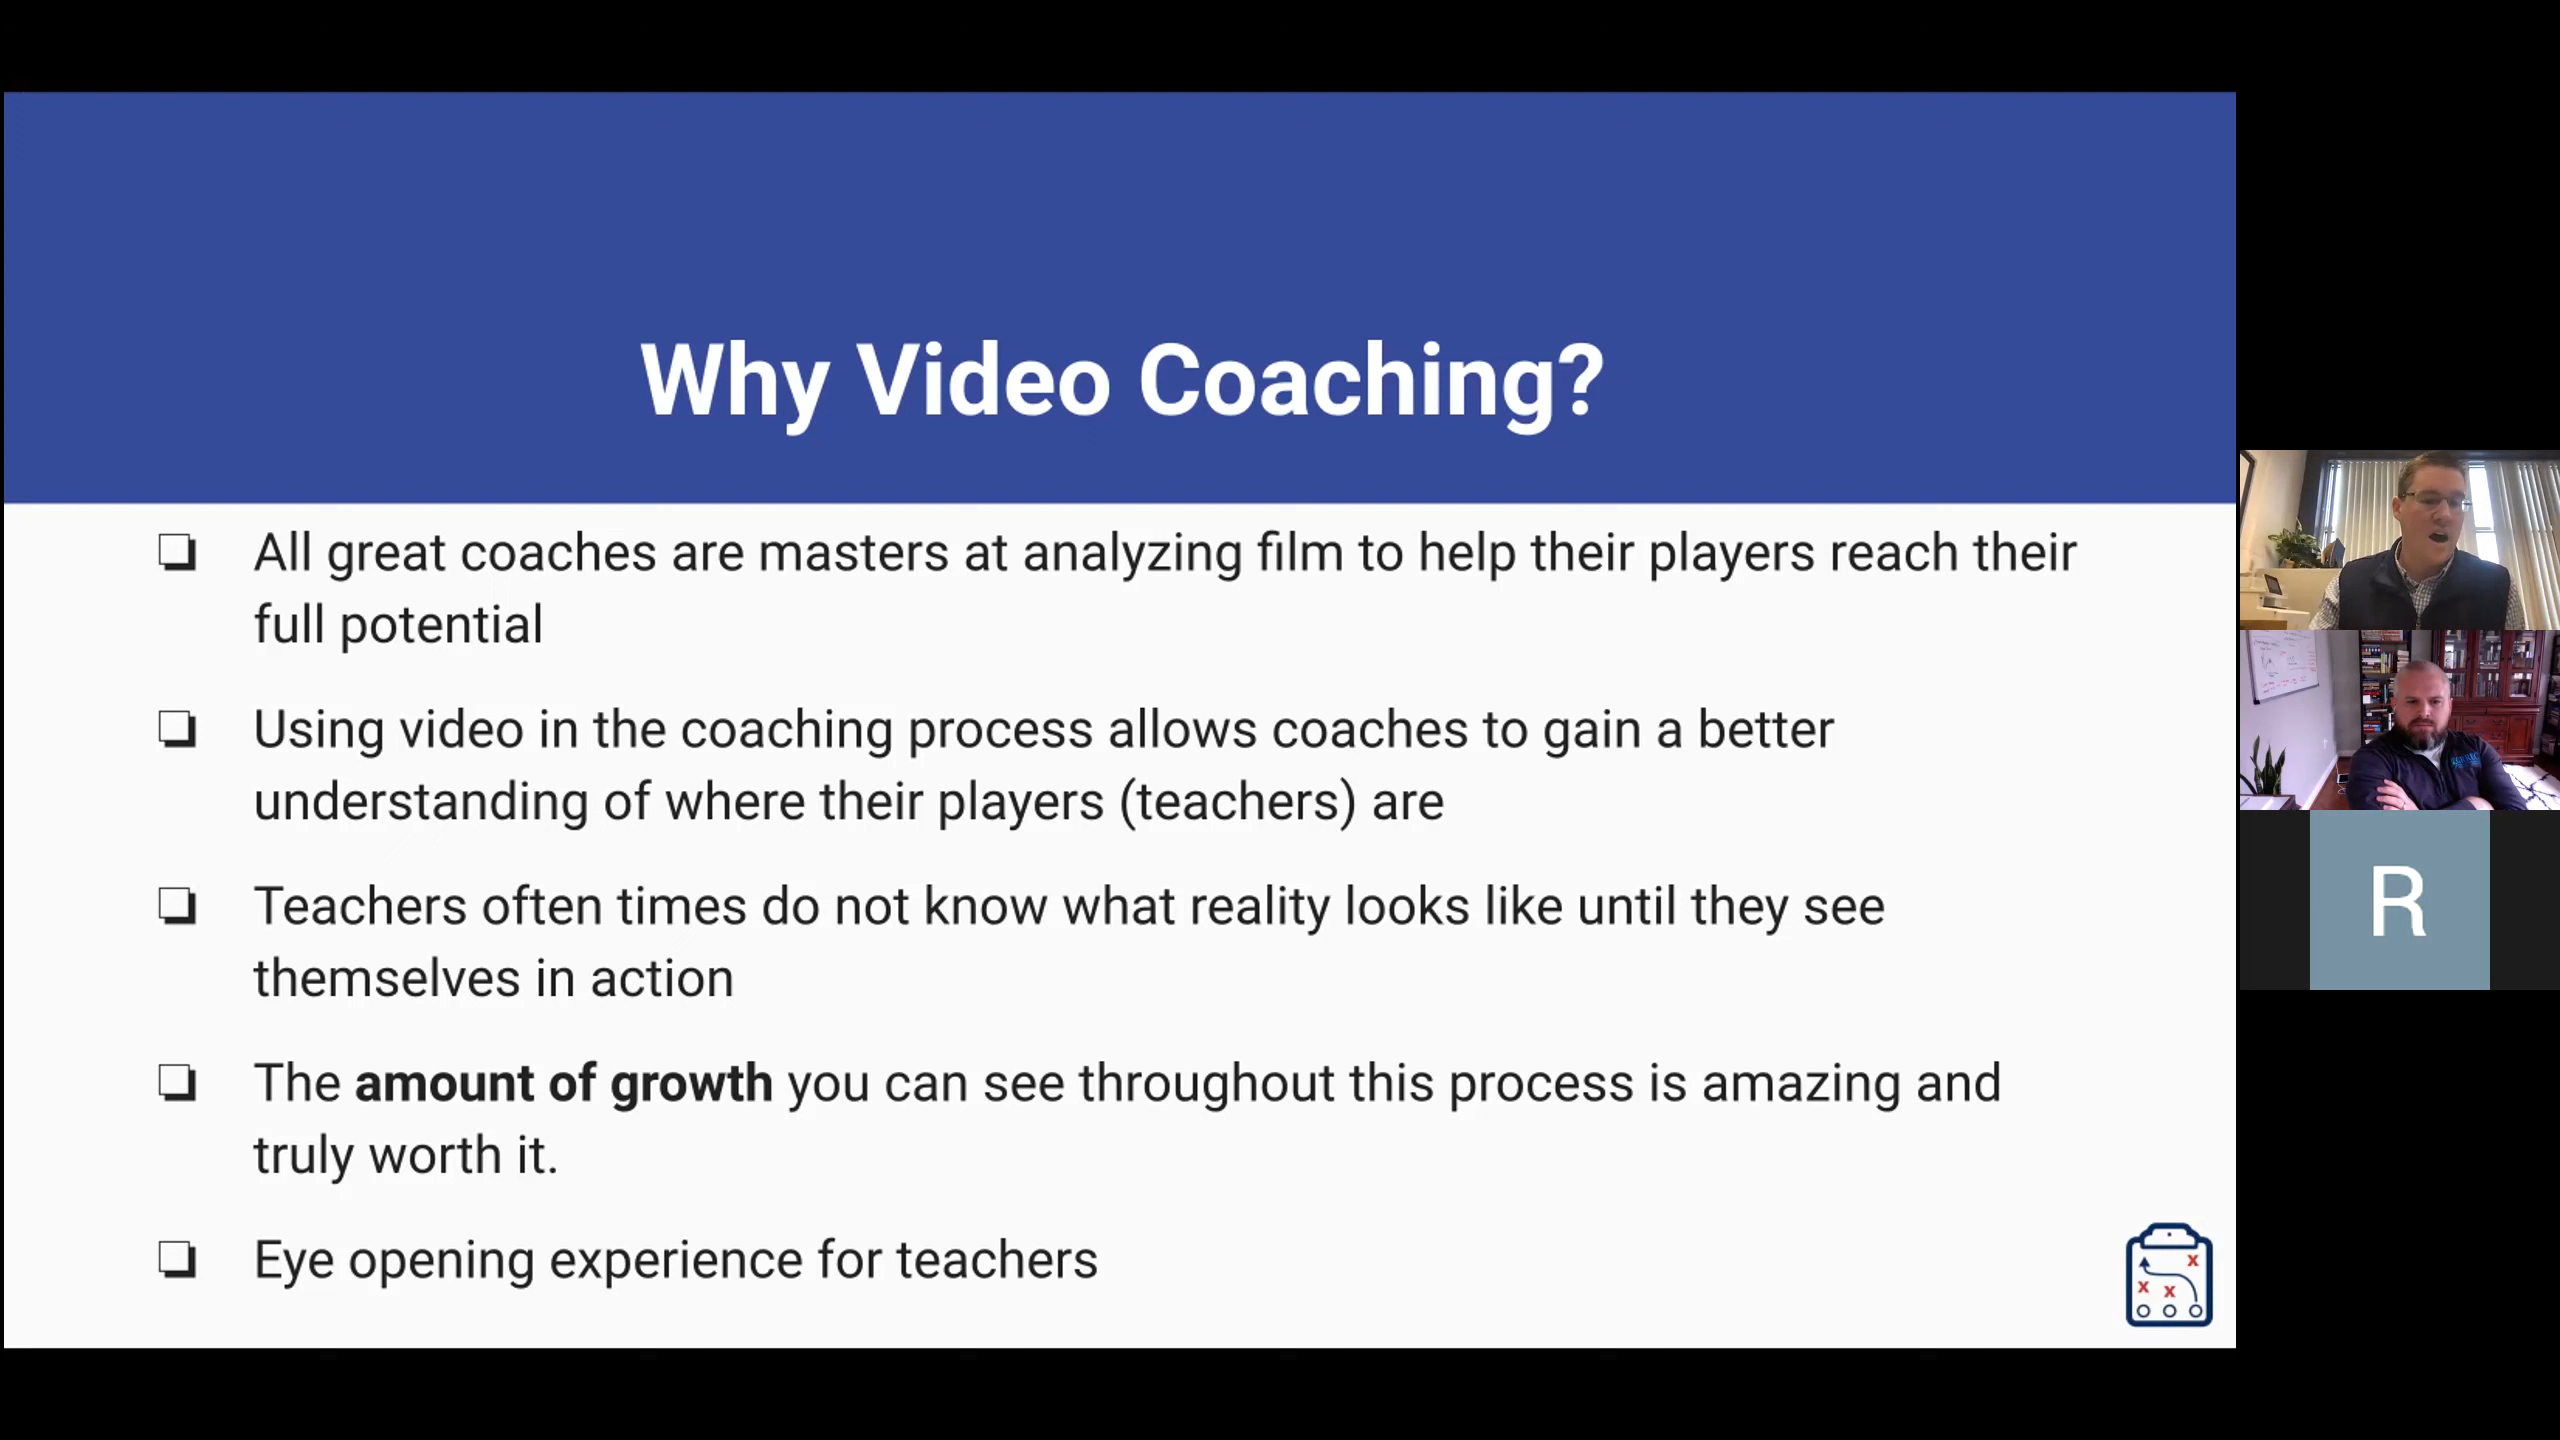 Why Video Coaching?
All great coaches are masters at analyzing film to help their players reach their
full potential
Using video in the coaching process allows coaches to gain a better
understanding of where their players (teachers) are
Teachers often times do not know what reality looks like until they see
themselves in action
The amount of growth you can see throughout this process is amazing and
truly worth it.
Eye opening experience for teachers
x
x x
R